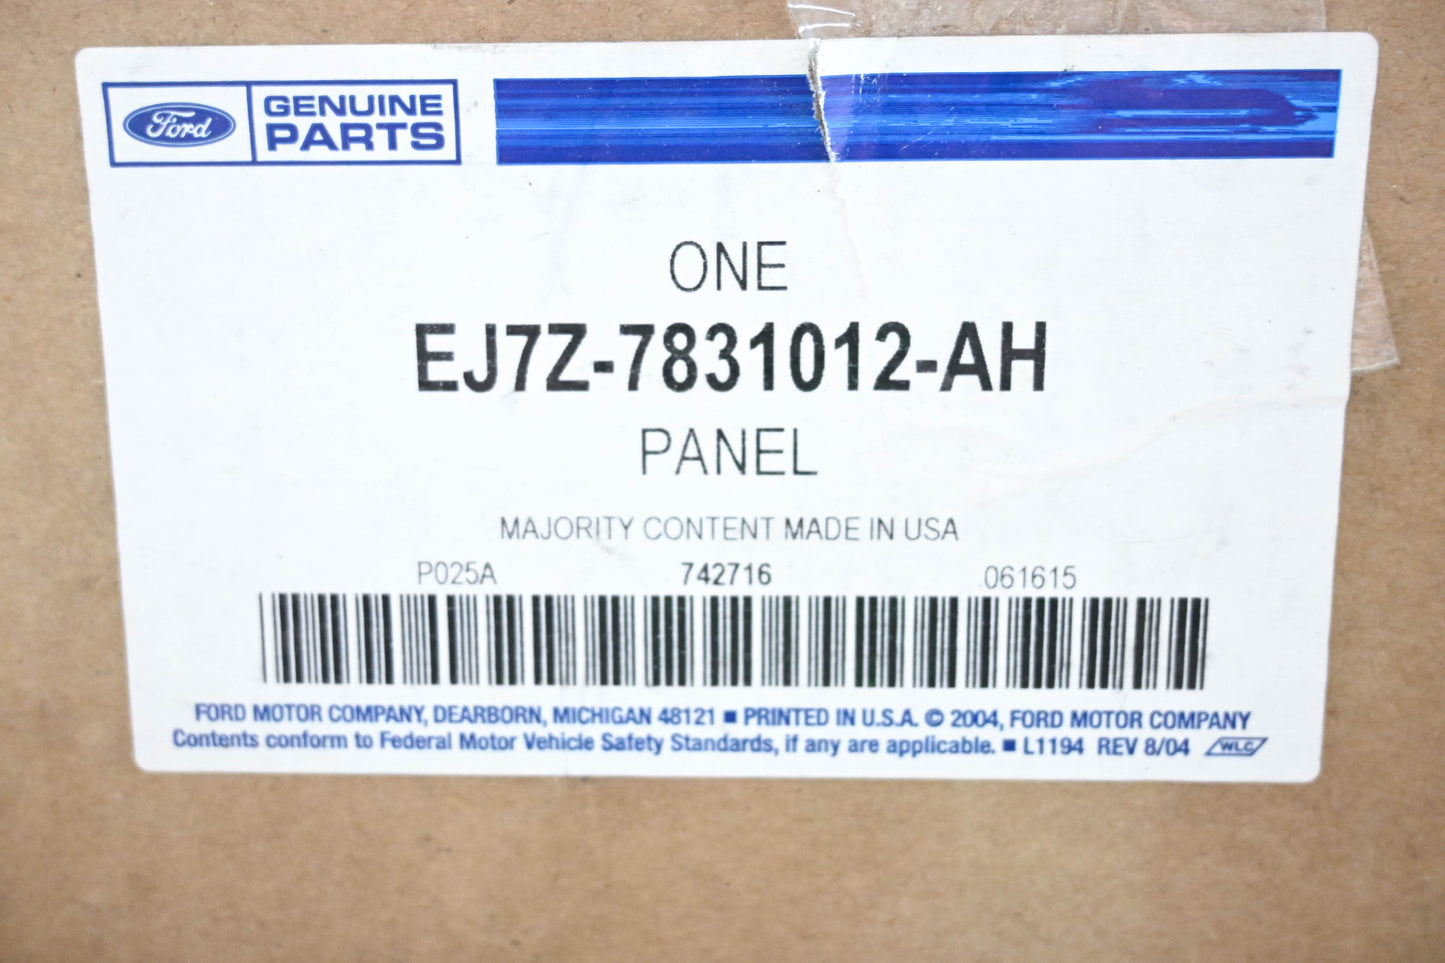 Ford GENUINE
PARTS
ONE
EJ7Z-7831012-AH
PANEL
MAJORITY CONTENT MADE IN USA
P025A 742716 061615
FORD MOTOR COMPANY, DEARBORN, MICHIGAN 48121 ■ PRINTED IN U.S.A. © 2004, FORD MOTOR COMPANY
Contents conform to Federal Motor Vehicle Safety Standards, if any are applicable. ■ L1194 REV 8/04 WLC